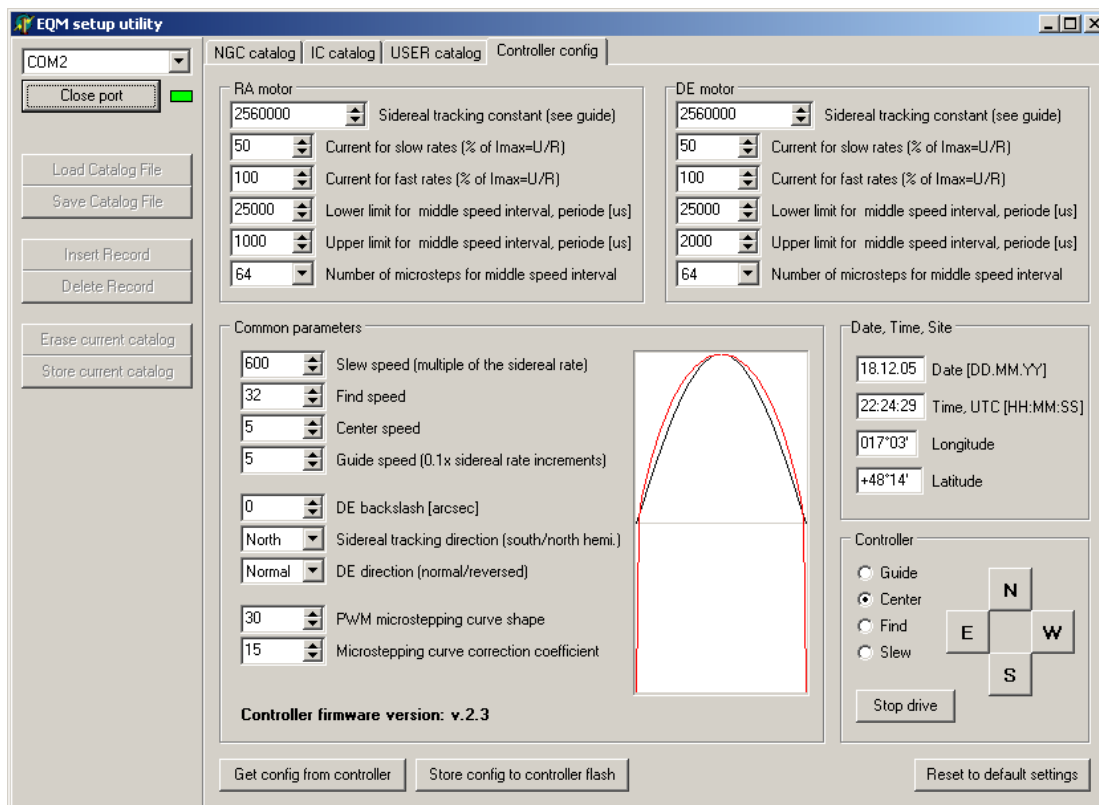 EQM setup utility
COM2
Close port
Load Catalog File
Save Catalog File
Insert Record
Delete Record
Erase current catalog
Store current catalog
NGC catalog IC catalog USER catalog Controller config
RA motor
2560000 Sidereal tracking constant (see guide)
50 Current for slow rates (% of Imax=U/R)
100 Current for fast rates (% of Imax=U/R)
25000 Lower limit for middle speed interval, periode [us]
1000 Upper limit for middle speed interval, periode [us]
64 Number of microsteps for middle speed interval
DE motor
2560000 Sidereal tracking constant (see guide)
50 Current for slow rates (% of Imax=U/R)
100 Current for fast rates (% of Imax=U/R)
25000 Lower limit for middle speed interval, periode [us]
2000 Upper limit for middle speed interval, periode [us]
64 Number of microsteps for middle speed interval
Common parameters
600 Slew speed (multiple of the sidereal rate)
32 Find speed
5 Center speed
5 Guide speed (0.1x sidereal rate increments)
0 DE backslash [arcsec]
North Sidereal tracking direction (south/north hemi.)
Normal DE direction (normal/reversed)
30 PWM microstepping curve shape
15 Microstepping curve correction coefficient
Controller firmware version: v.2.3
Date, Time, Site
18.12.05 Date [DD.MM.YY]
22:24:29 Time, UTC [HH:MM:SS]
017°03' Longitude
+48°14' Latitude
Controller
Guide
Center
Find
Slew
N
E W
S
Stop drive
Get config from controller Store config to controller flash Reset to default settings